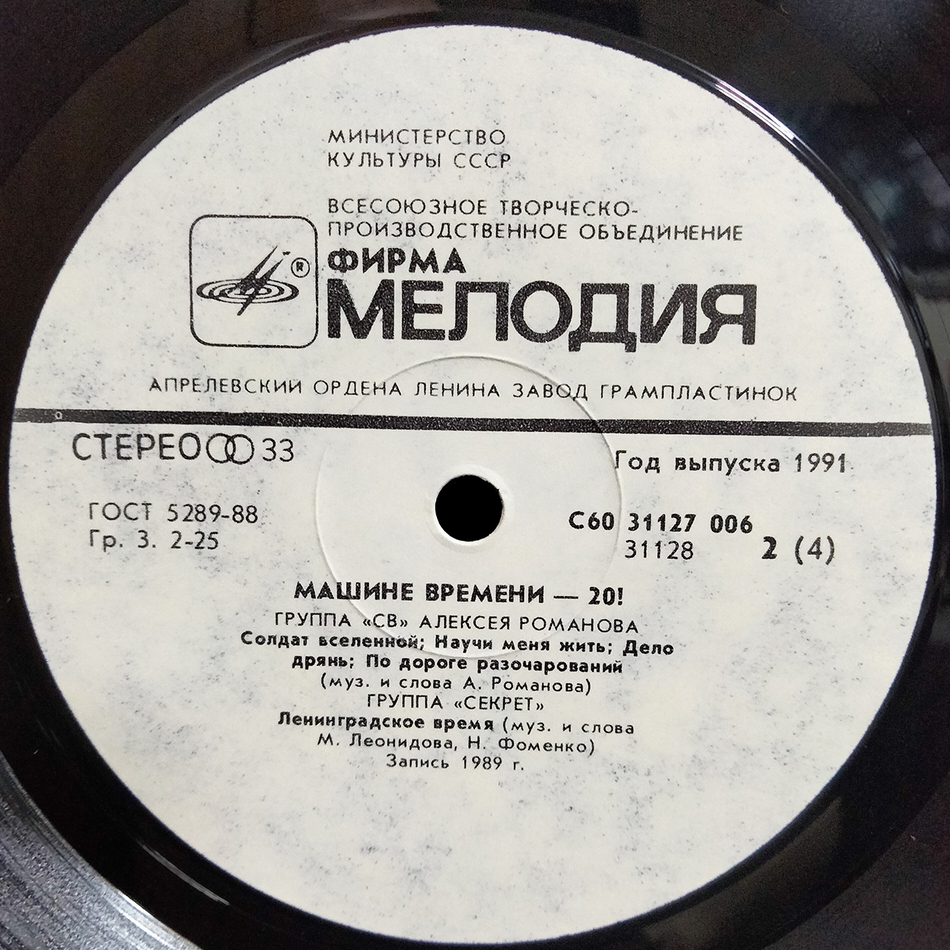 МИНИСТЕРСТВО
КУЛЬТУРЫ СССР
ВСЕСОЮЗНОЕ ТВОРЧЕСКО-
ПРОИЗВОДСТВЕННОЕ ОБЪЕДИНЕНИЕ
®
ФИРМА
МЕЛОДИЯ
АПРЕЛЕВСКИЙ ОРДЕНА ЛЕНИНА ЗАВОД ГРАМПЛАСТИНОК
СТЕРЕО 33
Год выпуска 1991
ГОСТ 5289-88
Гр. 3. 2-25
С60 31127 006
31128 2 (4)
МАШИНЕ ВРЕМЕНИ — 20!
ГРУППА «СВ» АЛЕКСЕЯ РОМАНОВА
Солдат вселенной; Научи меня жить; Дело
дрянь; По дороге разочарований
(муз. и слова А. Романова)
ГРУППА «СЕКРЕТ»
Ленинградское время (муз. и слова
М. Леонидова, Н. Фоменко)
Запись 1989 г.